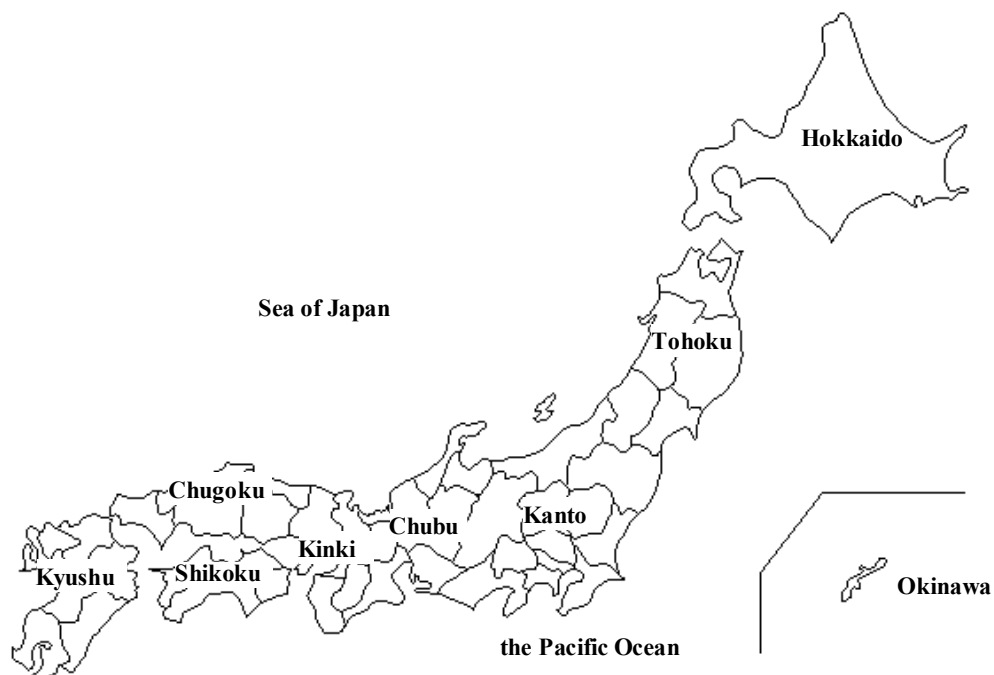 Hokkaido
Sea of Japan
Tohoku
Chugoku
Chubu
Kanto
Kinki
Kyushu
Shikoku
Okinawa
the Pacific Ocean